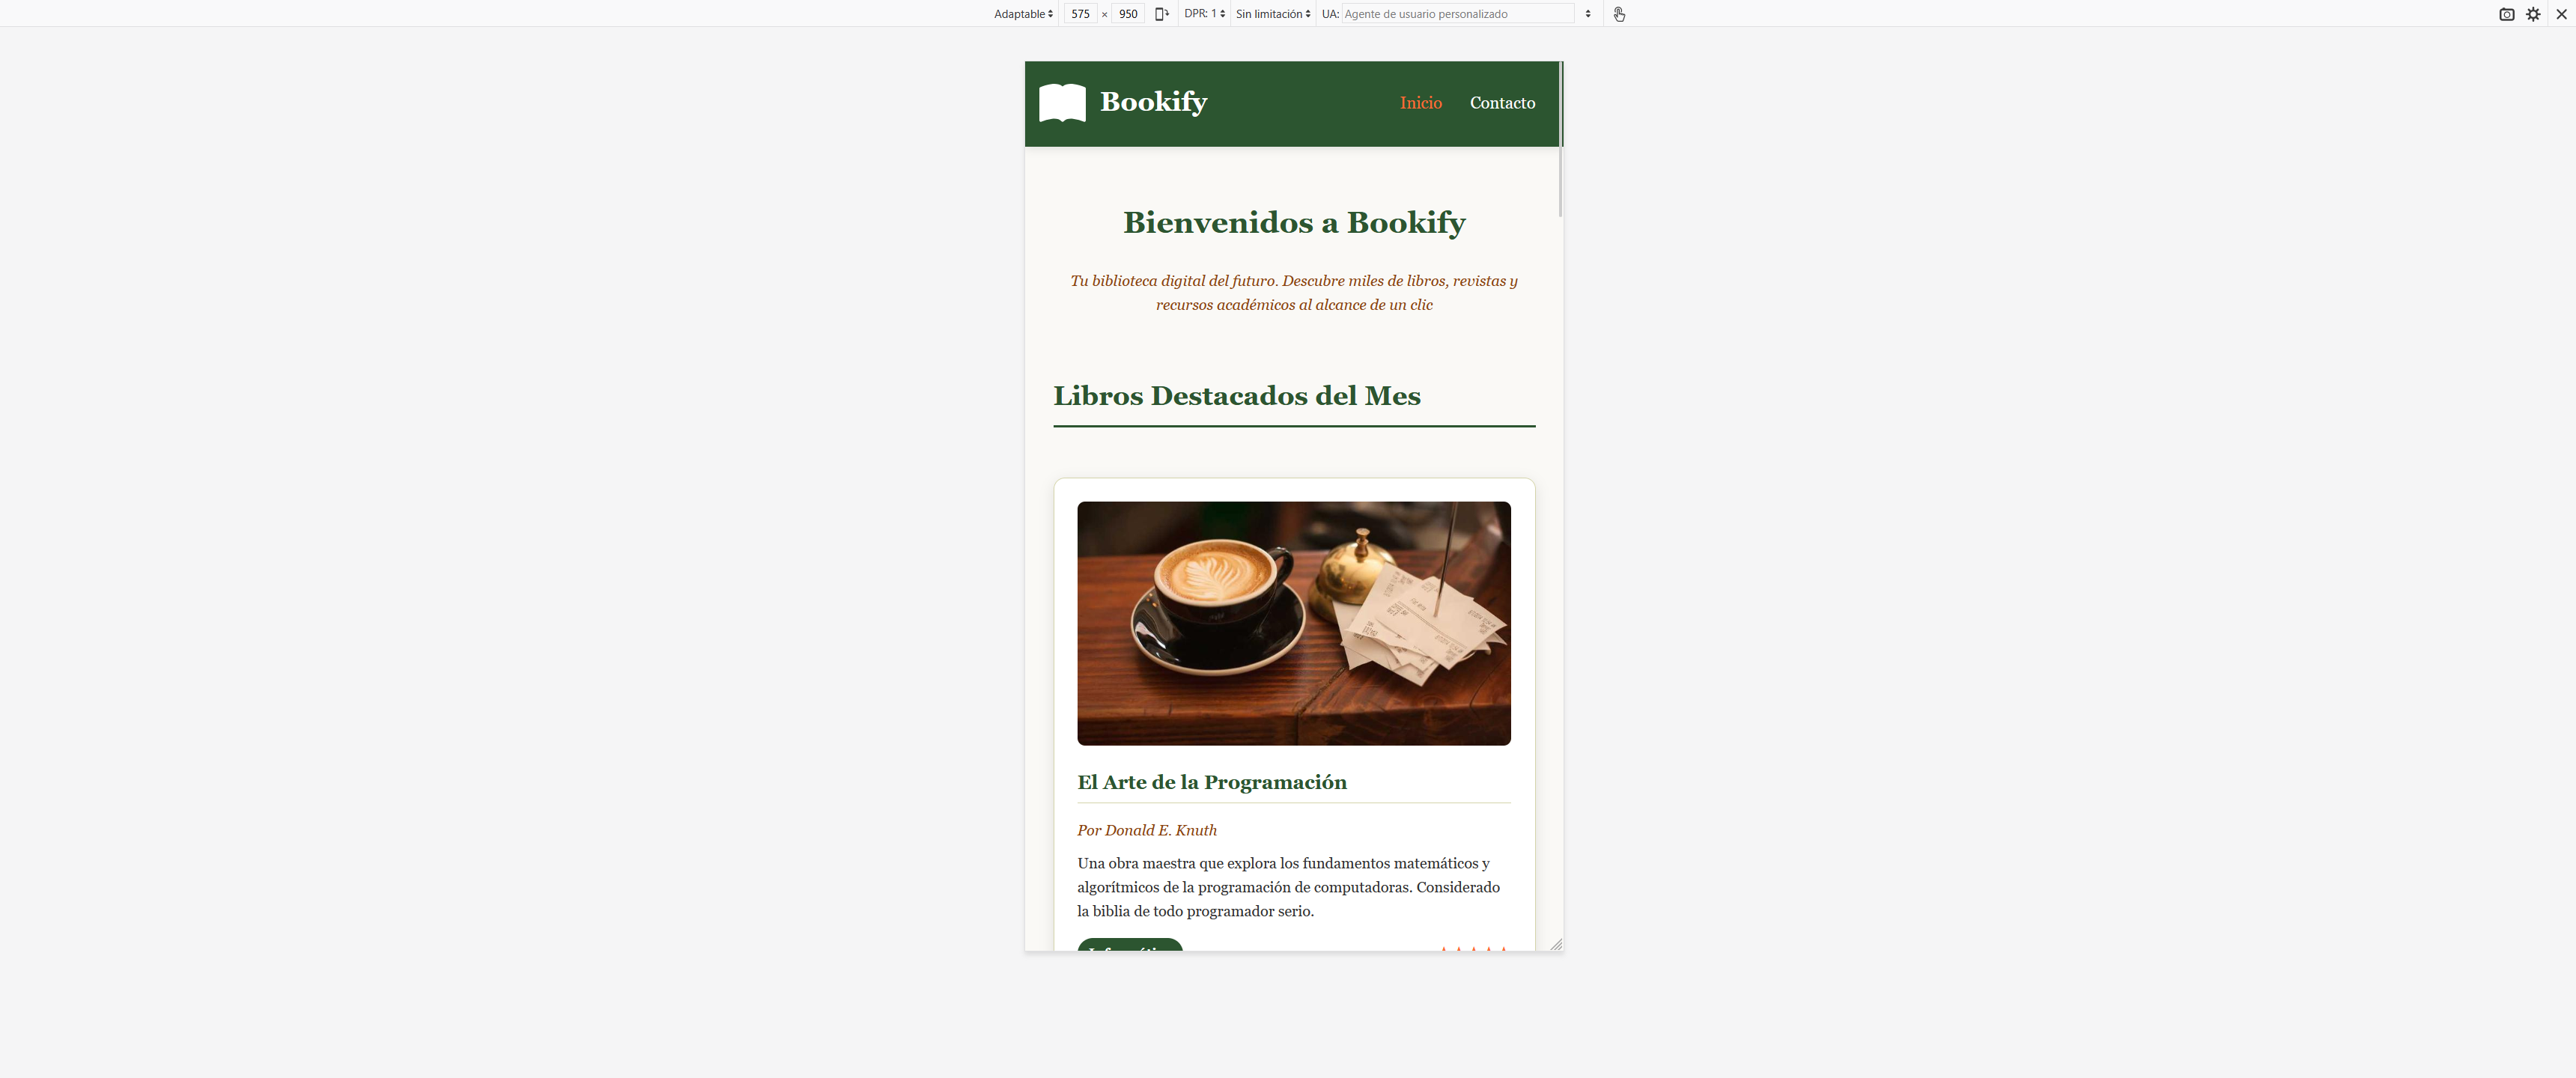 Adaptable 575 × 950 DPR: 1 Sin limitación UA: Agente de usuario personalizado
Bookify Inicio Contacto
Bienvenidos a Bookify
Tu biblioteca digital del futuro. Descubre miles de libros, revistas y
recursos académicos al alcance de un clic
Libros Destacados del Mes
El Arte de la Programación
Por Donald E. Knuth
Una obra maestra que explora los fundamentos matemáticos y
algorítmicos de la programación de computadoras. Considerado
la biblia de todo programador serio.